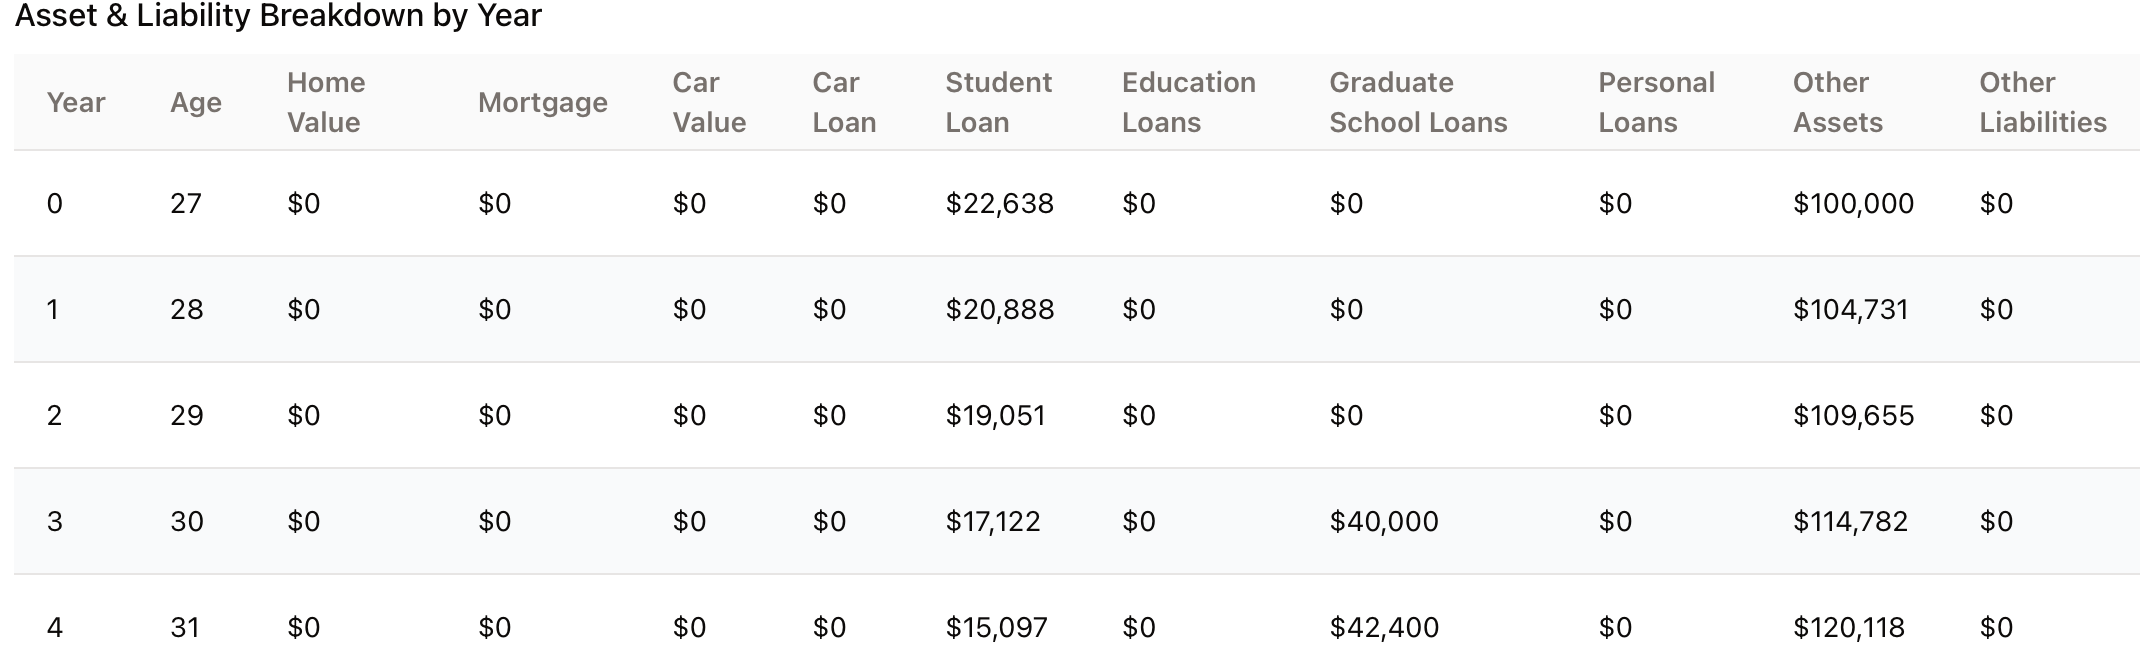 Asset & Liability Breakdown by Year
Year Age Home Value Mortgage Car Value Car Loan Student Loan Education Loans Graduate School Loans Personal Loans Other Assets Other Liabilities
0 27 $0 $0 $0 $0 $22,638 $0 $0 $0 $100,000 $0
1 28 $0 $0 $0 $0 $20,888 $0 $0 $0 $104,731 $0
2 29 $0 $0 $0 $0 $19,051 $0 $0 $0 $109,655 $0
3 30 $0 $0 $0 $0 $17,122 $0 $40,000 $0 $114,782 $0
4 31 $0 $0 $0 $0 $15,097 $0 $42,400 $0 $120,118 $0